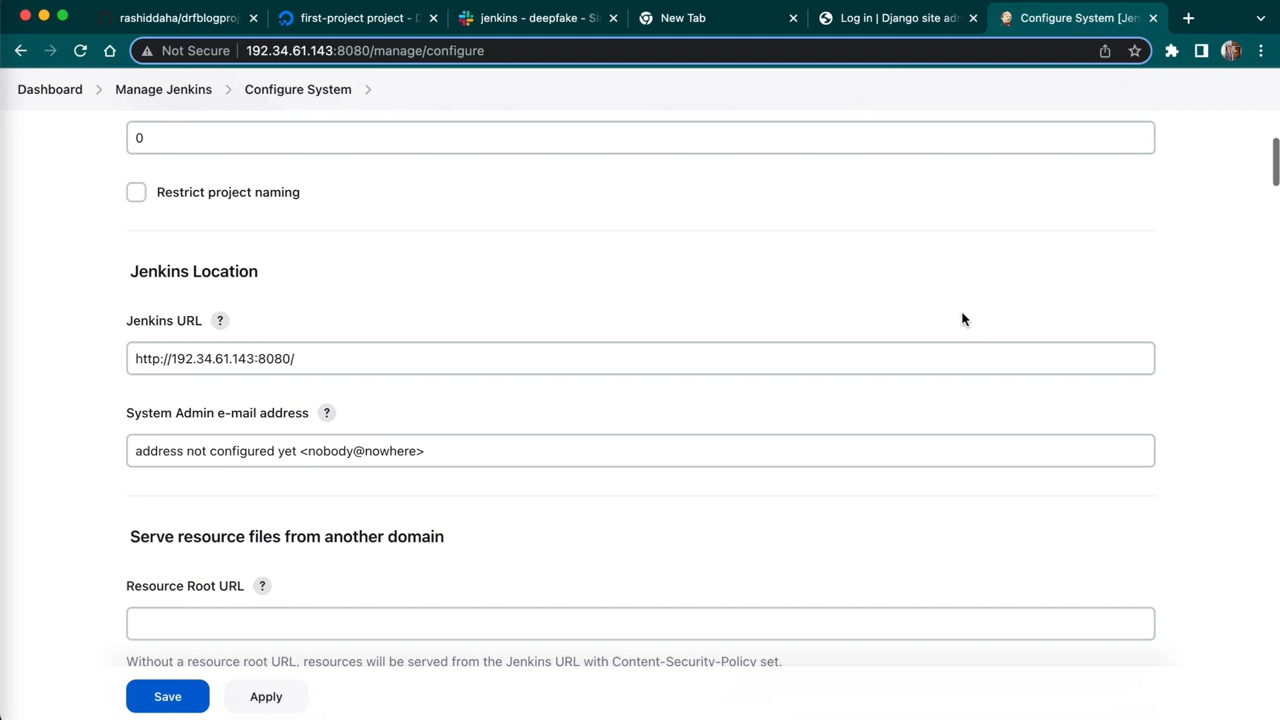 rashiddaha/drfblogproj
first-project project - D
jenkins - deepfake - Sl
New Tab
Log in | Django site adm
Configure System [Jen
Not Secure
192.34.61.143:8080/manage/configure
Dashboard
Manage Jenkins
Configure System
0
Restrict project naming
Jenkins Location
Jenkins URL ?
http://192.34.61.143:8080/
System Admin e-mail address ?
address not configured yet <nobody@nowhere>
Serve resource files from another domain
Resource Root URL ?
Without a resource root URL, resources will be served from the Jenkins URL with Content-Security-Policy set.
Save
Apply